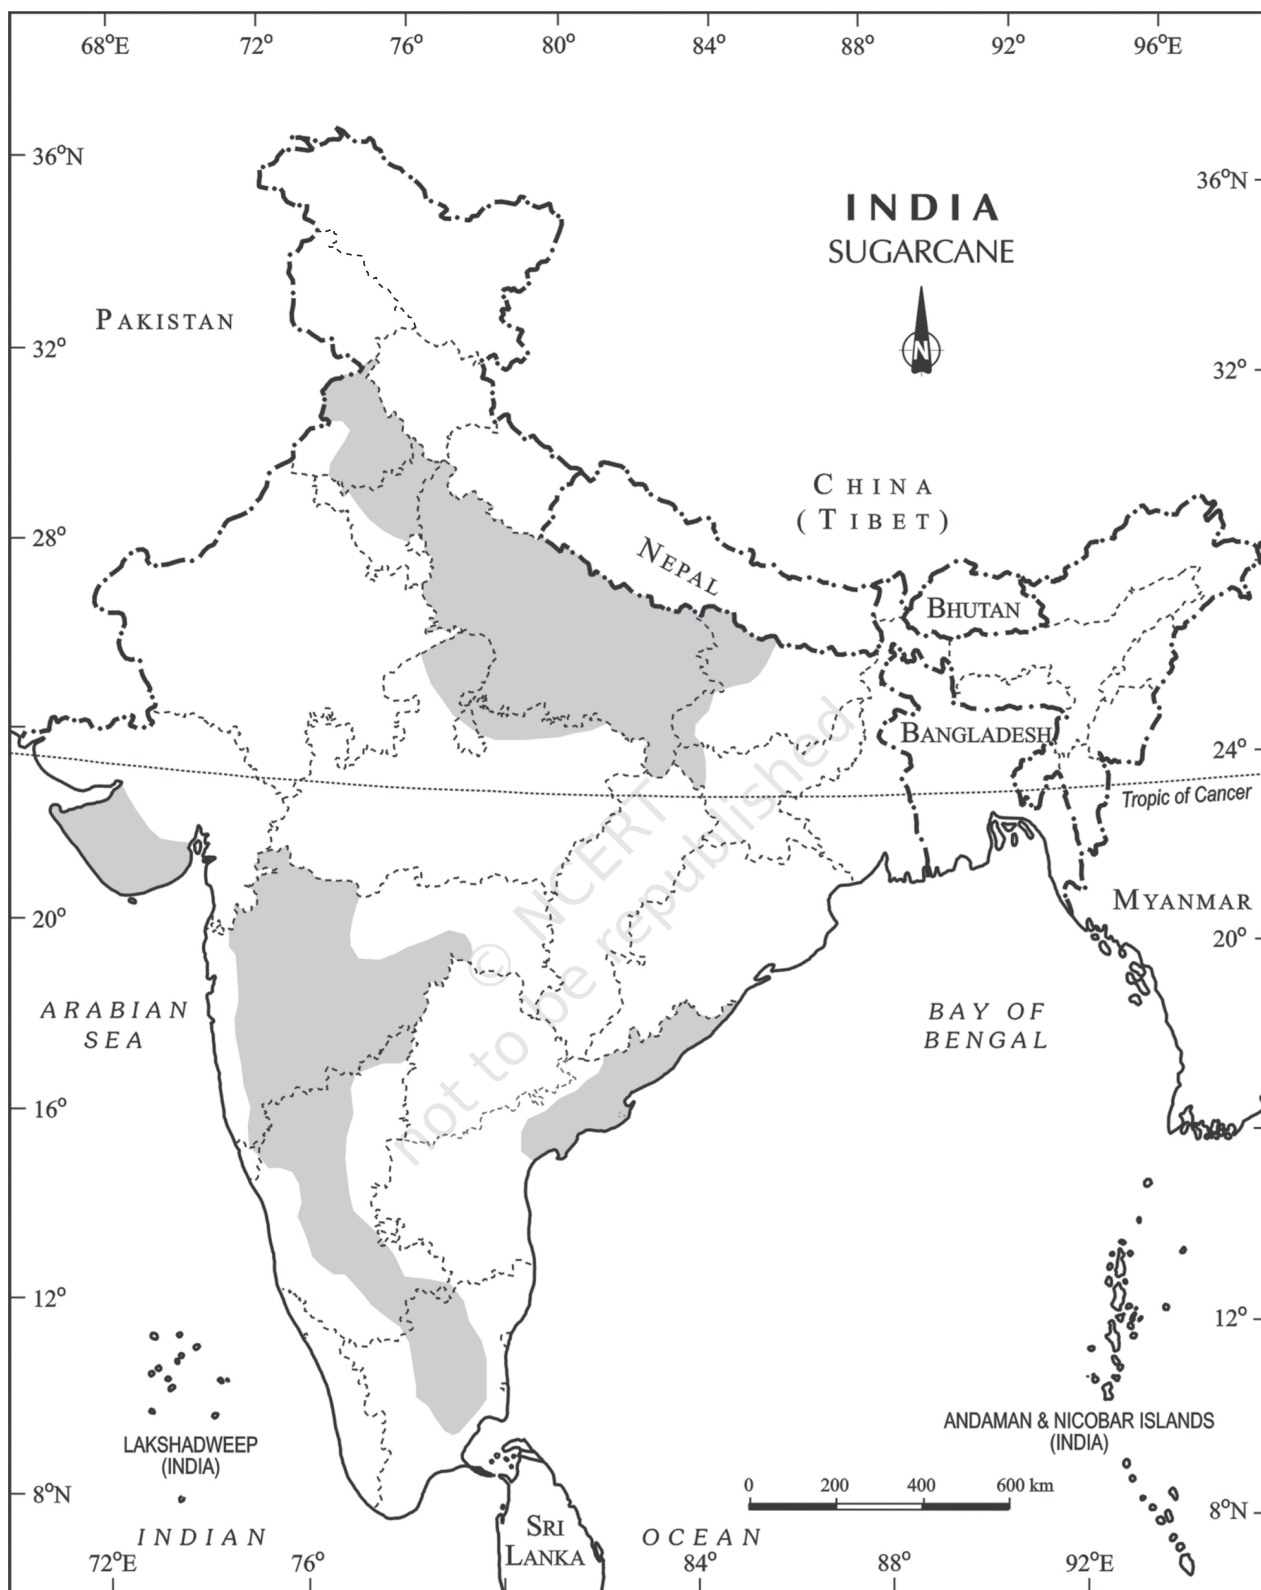 68°E 72° 76° 80° 84° 88° 92° 96°E
36°N
36°N
INDIA
SUGARCANE
N
PAKISTAN
32°
32°
CHINA
(TIBET)
28°
NEPAL
BHUTAN
BANGLADESH
24°
Tropic of Cancer
© NCERT
not to be republished
MYANMAR
20°
20°
ARABIAN
SEA
BAY OF
BENGAL
16°
12°
12°
LAKSHADWEEP
(INDIA)
ANDAMAN & NICOBAR ISLANDS
(INDIA)
0 200 400 600 km
8°N
8°N
INDIAN
SRI
LANKA
OCEAN
72°E 76° 84° 88° 92°E